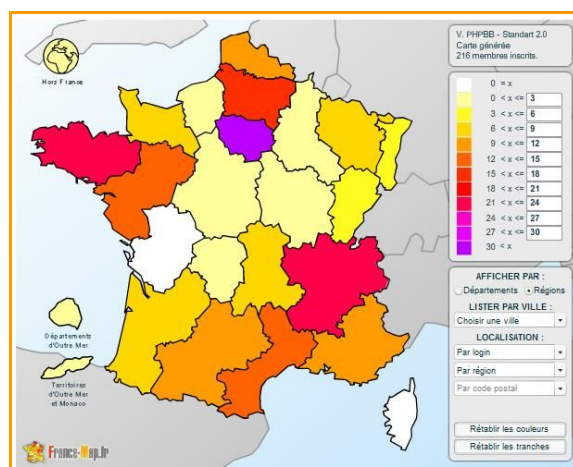 V. PHPBB - Standart 2.0
Carte générée
216 membres inscrits.
Hors France
0 = x
0 < x <= 3
3 < x <= 6
6 < x <= 9
9 < x <= 12
12 < x <= 15
15 < x <= 18
18 < x <= 21
21 < x <= 24
24 < x <= 27
27 < x <= 30
30 < x
AFFICHER PAR :
Départements Régions
LISTER PAR VILLE :
Choisir une ville
LOCALISATION :
Par login
Par région
Par code postal
Rétablir les couleurs
Rétablir les tranches
Départements
d'Outre Mer
Territoires
d'Outre Mer
et Monaco
France-Map.fr